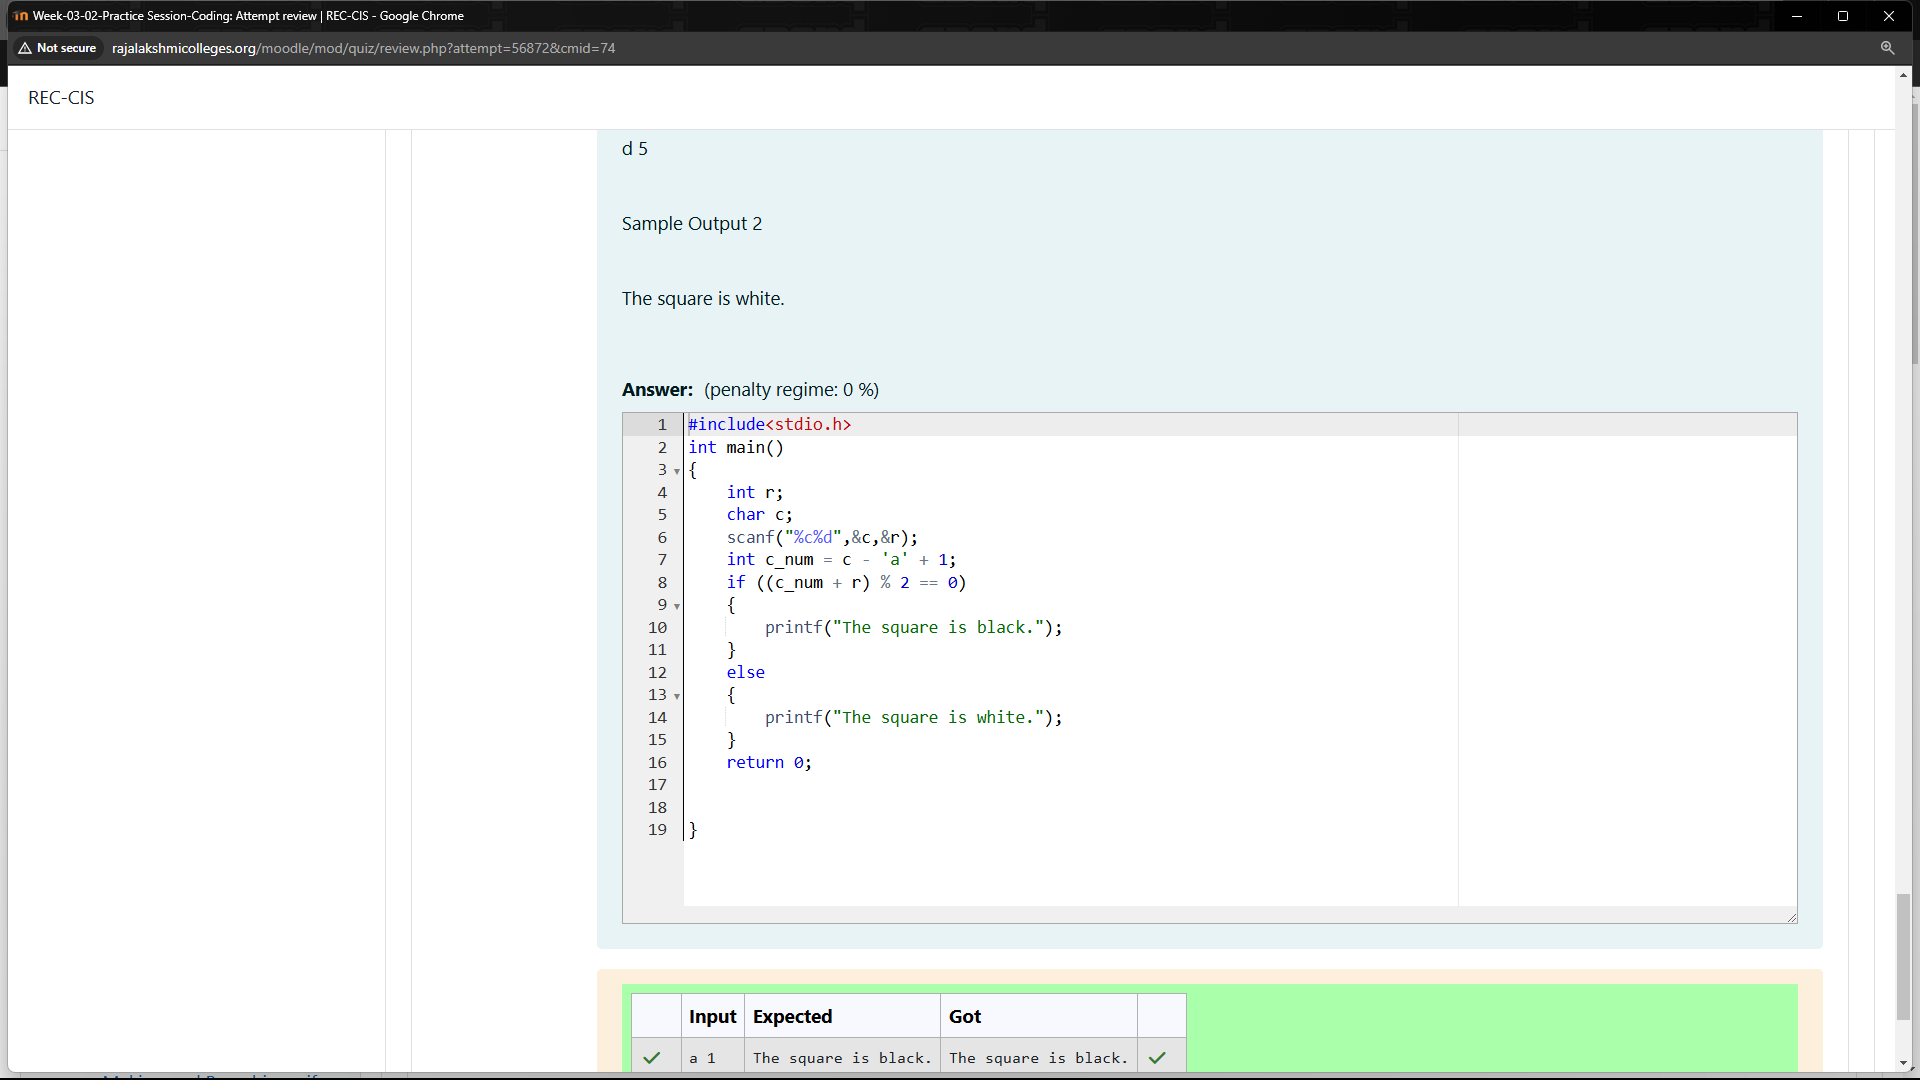 Week-03-02-Practice Session-Coding: Attempt review | REC-CIS - Google Chrome
Not secure rajalakshmicolleges.org/moodle/mod/quiz/review.php?attempt=56872&cmid=74
REC-CIS
d 5
Sample Output 2
The square is white.
Answer: (penalty regime: 0 %)
1 #include<stdio.h>
2 int main()
3 {
4 int r;
5 char c;
6 scanf("%c%d",&c,&r);
7 int c_num = c - 'a' + 1;
8 if ((c_num + r) % 2 == 0)
9 {
10 printf("The square is black.");
11 }
12 else
13 {
14 printf("The square is white.");
15 }
16 return 0;
17
18
19 }
Input Expected Got
a 1 The square is black. The square is black.